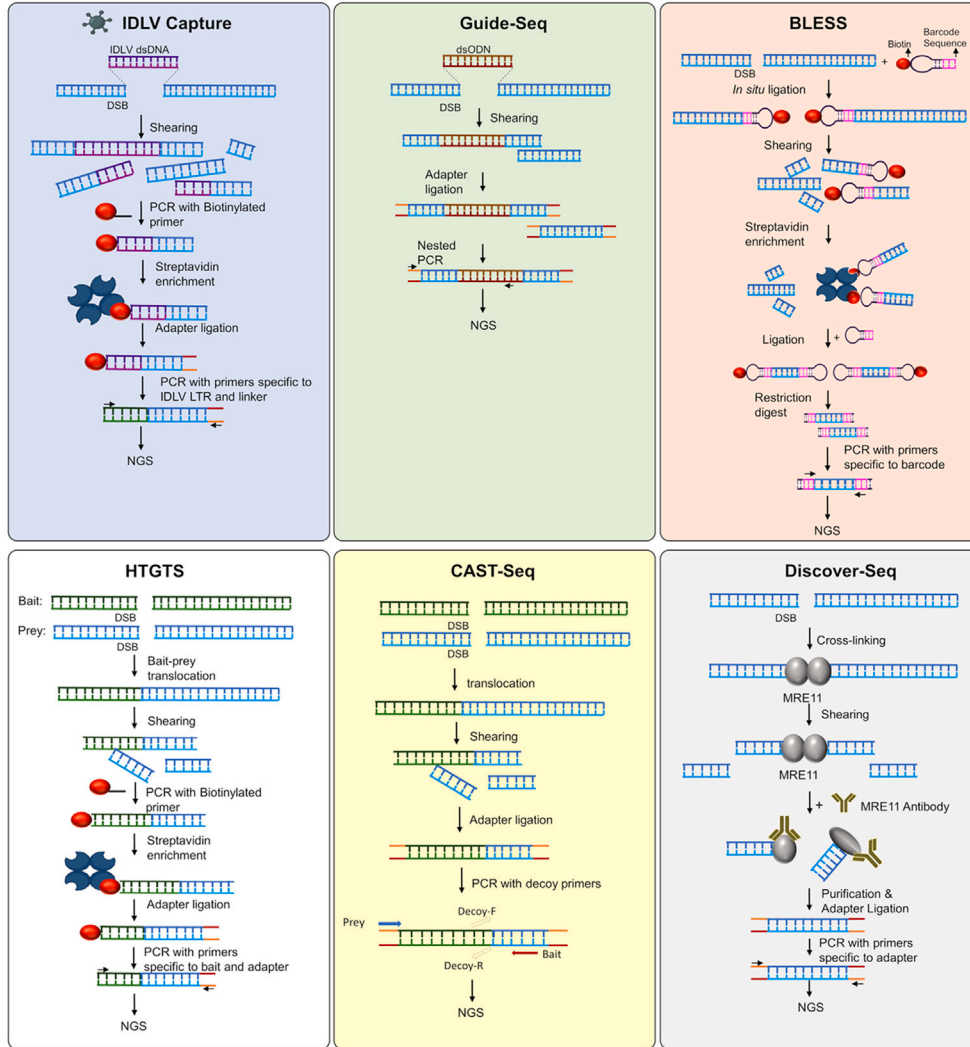 IDLV Capture
IDLV dsDNA
DSB
Shearing
PCR with Biotinylated
primer
Streptavidin
enrichment
Adapter ligation
PCR with primers specific to
IDLV LTR and linker
NGS
Guide-Seq
dsODN
DSB
Shearing
Adapter
ligation
Nested
PCR
NGS
BLESS
Biotin
Barcode
Sequence
DSB
+
In situ ligation
Shearing
Streptavidin
enrichment
Ligation
+
Restriction
digest
PCR with primers
specific to barcode
NGS
HTGTS
Bait:
DSB
Prey:
DSB
Bait-prey
translocation
Shearing
PCR with Biotinylated
primer
Streptavidin
enrichment
Adapter ligation
PCR with primers
specific to bait and adapter
NGS
CAST-Seq
DSB
DSB
translocation
Shearing
Adapter ligation
PCR with decoy primers
Prey
Decoy-F
Decoy-R
Bait
NGS
Discover-Seq
DSB
Cross-linking
MRE11
Shearing
MRE11
+ MRE11 Antibody
Purification &
Adapter Ligation
PCR with primers
specific to adapter
NGS